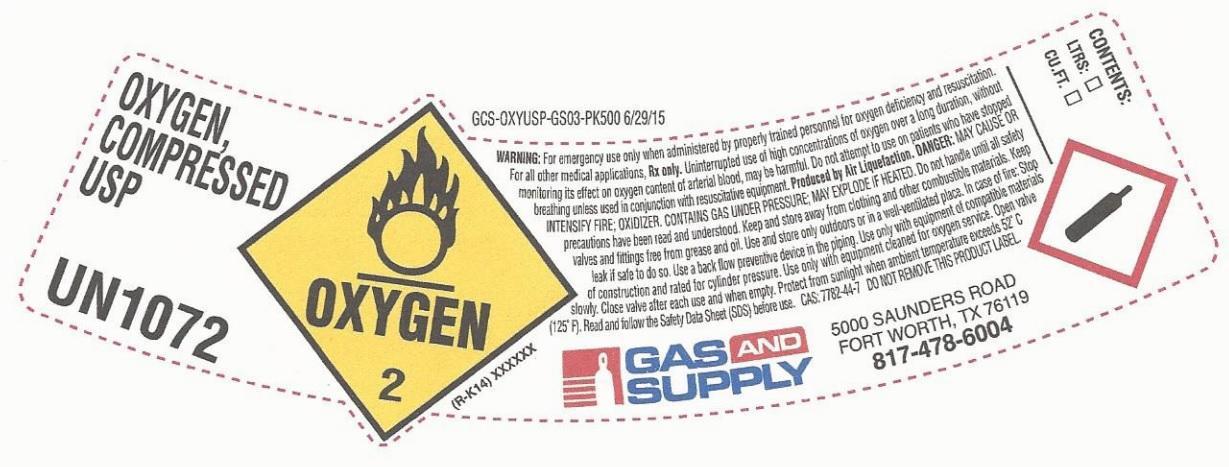 OXYGEN,
COMPRESSED
USP
UN1072
OXYGEN
2
(R-K14) XXXXXX
GCS-OXYUSP-GS03-PK500 6/29/15
WARNING: For emergency use only when administered by properly trained personnel for oxygen deficiency and resuscitation.
For all other medical applications, Rx only. Uninterrupted use of high concentrations of oxygen over a long duration, without
monitoring its effect on oxygen content of arterial blood, may be harmful. Do not attempt to use on patients who have stopped
breathing unless used in conjunction with resuscitative equipment. Produced by Air Liquefaction. DANGER: MAY CAUSE OR
INTENSIFY FIRE; OXIDIZER. CONTAINS GAS UNDER PRESSURE; MAY EXPLODE IF HEATED. Do not handle until all safety
precautions have been read and understood. Keep and store away from clothing and other combustible materials. Keep
valves and fittings free from grease and oil. Use and store only outdoors or in a well-ventilated place. In case of fire: Stop
leak if safe to do so. Use a back flow preventive device in the piping. Use only with equipment of compatible materials
of construction and rated for cylinder pressure. Use only with equipment cleaned for oxygen service. Open valve
slowly. Close valve after each use and when empty. Protect from sunlight when ambient temperature exceeds 52° C
(125° F). Read and follow the Safety Data Sheet (SDS) before use. CAS: 7782-44-7 DO NOT REMOVE THIS PRODUCT LABEL.
GAS AND
SUPPLY
5000 SAUNDERS ROAD
FORT WORTH, TX 76119
817-478-6004
CONTENTS:
LTRS:
CU.FT.